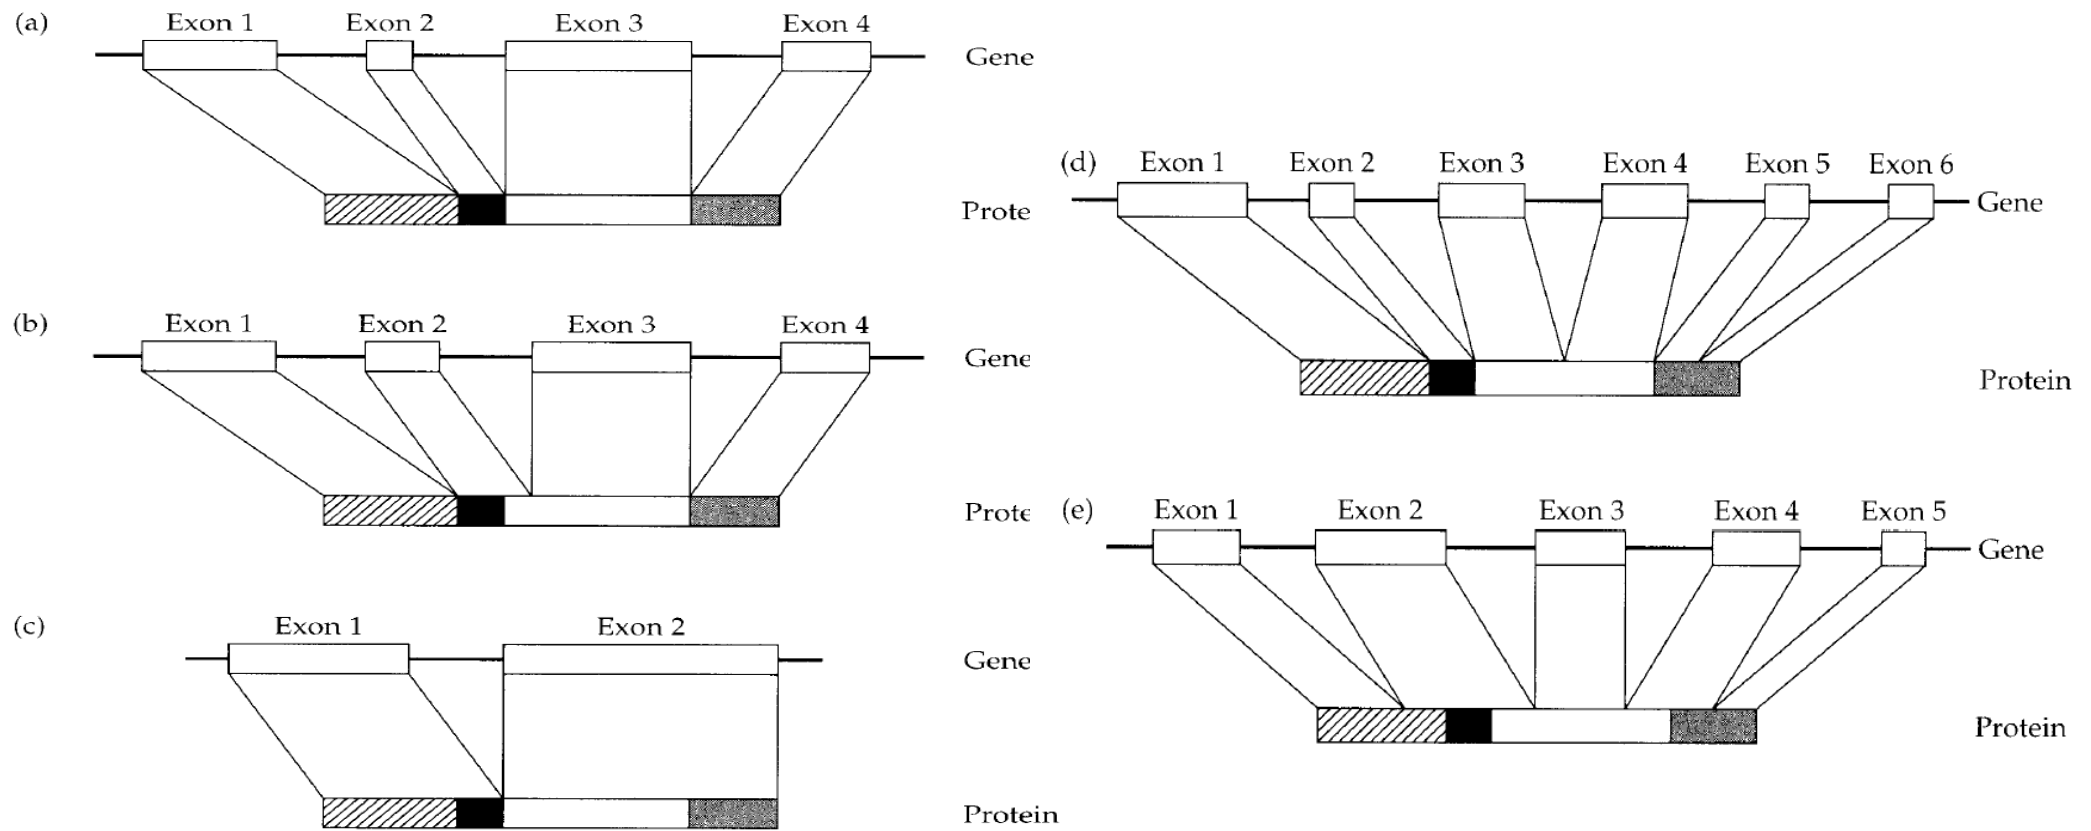 (a) Exon 1 Exon 2 Exon 3 Exon 4
Gene
Prote
(b) Exon 1 Exon 2 Exon 3 Exon 4
Gene
Prote
(c) Exon 1 Exon 2
Gene
Protein
(d) Exon 1 Exon 2 Exon 3 Exon 4 Exon 5 Exon 6
Gene
Protein
(e) Exon 1 Exon 2 Exon 3 Exon 4 Exon 5
Gene
Protein